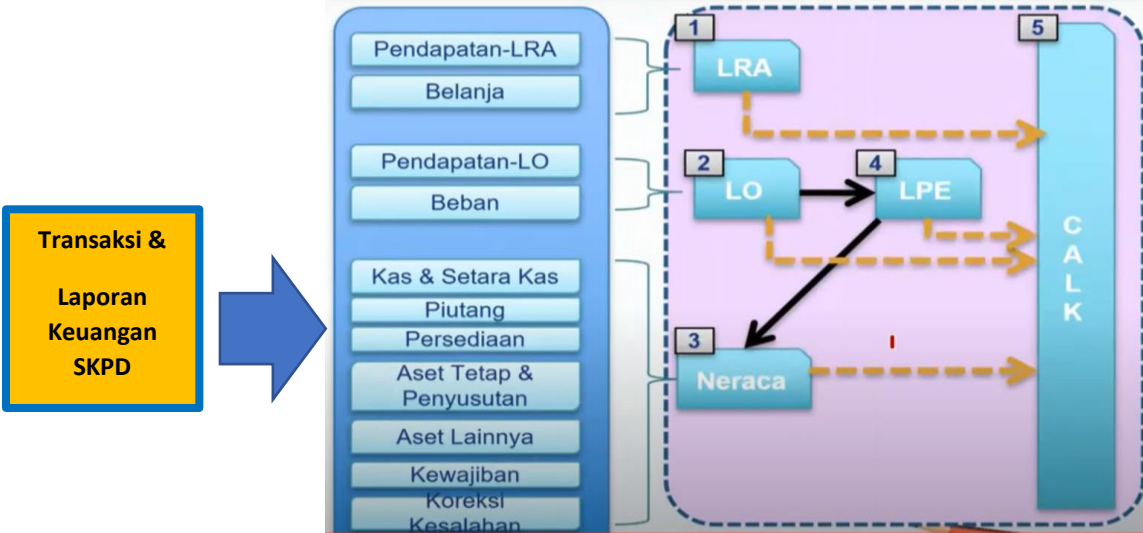 Transaksi &
Laporan
Keuangan
SKPD
Pendapatan-LRA
Belanja
Pendapatan-LO
Beban
Kas & Setara Kas
Piutang
Persediaan
Aset Tetap &
Penyusutan
Aset Lainnya
Kewajiban
Koreksi
Kesalahan
1
LRA
2
LO
4
LPE
3
Neraca
5
C
A
L
K